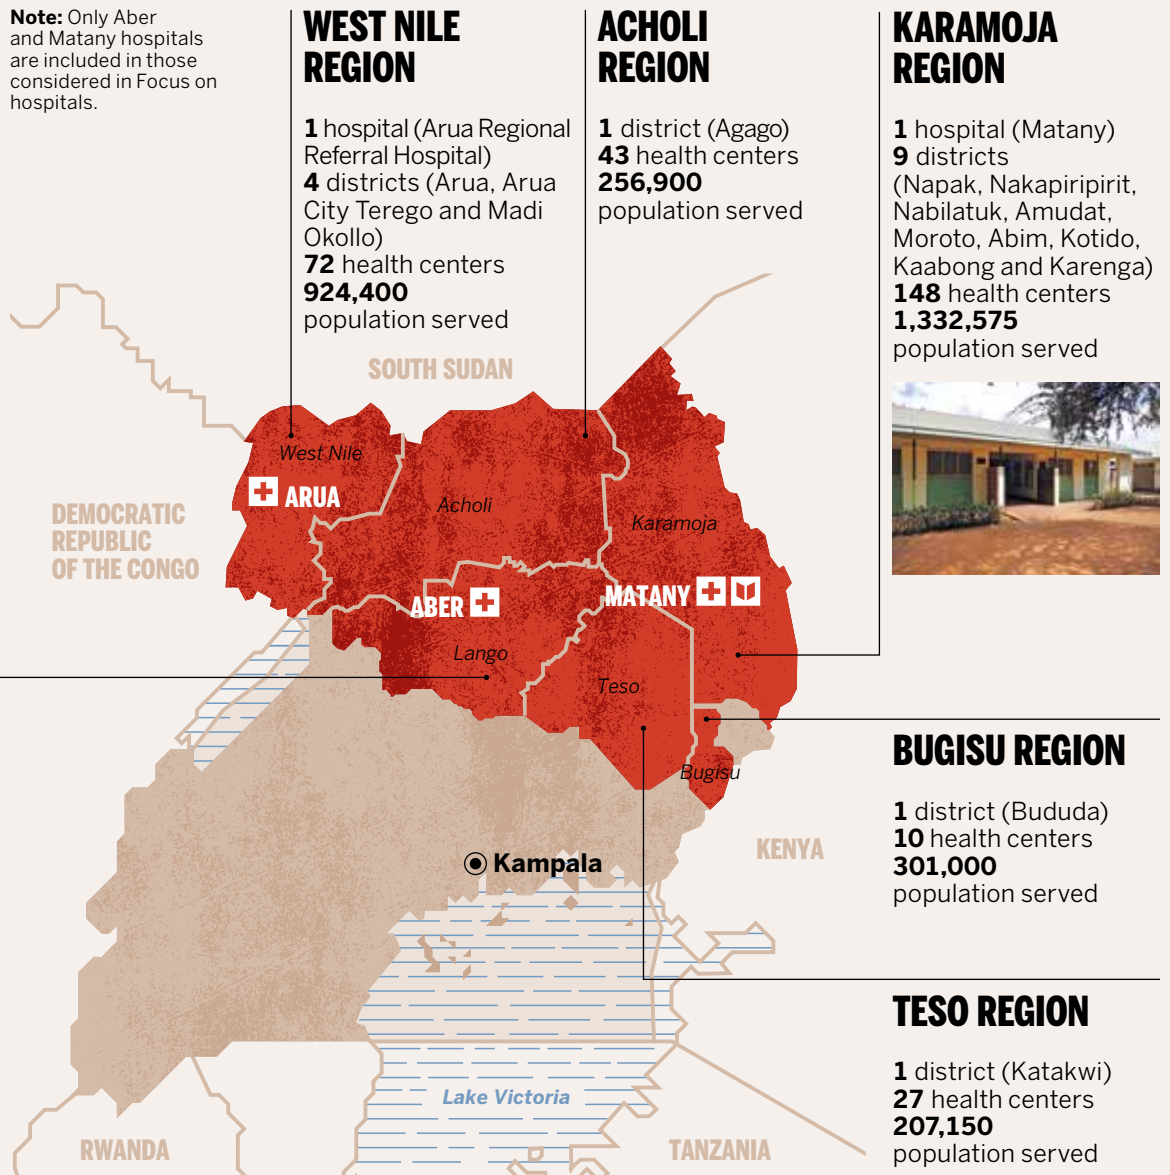 Note: Only Aber
and Matany hospitals
are included in those
considered in Focus on
hospitals.
WEST NILE
REGION
1 hospital (Arua Regional
Referral Hospital)
4 districts (Arua, Arua
City Terego and Madi
Okollo)
72 health centers
924,400
population served
ACHOLI
REGION
1 district (Agago)
43 health centers
256,900
population served
KARAMOJA
REGION
1 hospital (Matany)
9 districts
(Napak, Nakapiripirit,
Nabilatuk, Amudat,
Moroto, Abim, Kotido,
Kaabong and Karenga)
148 health centers
1,332,575
population served
SOUTH SUDAN
West Nile
ARUA
Acholi
Karamoja
DEMOCRATIC
REPUBLIC
OF THE CONGO
ABER
MATANY
Lango
Teso
Bugisu
BUGISU REGION
1 district (Bududa)
10 health centers
301,000
population served
KENYA
Kampala
TESO REGION
1 district (Katakwi)
27 health centers
207,150
population served
Lake Victoria
RWANDA
TANZANIA